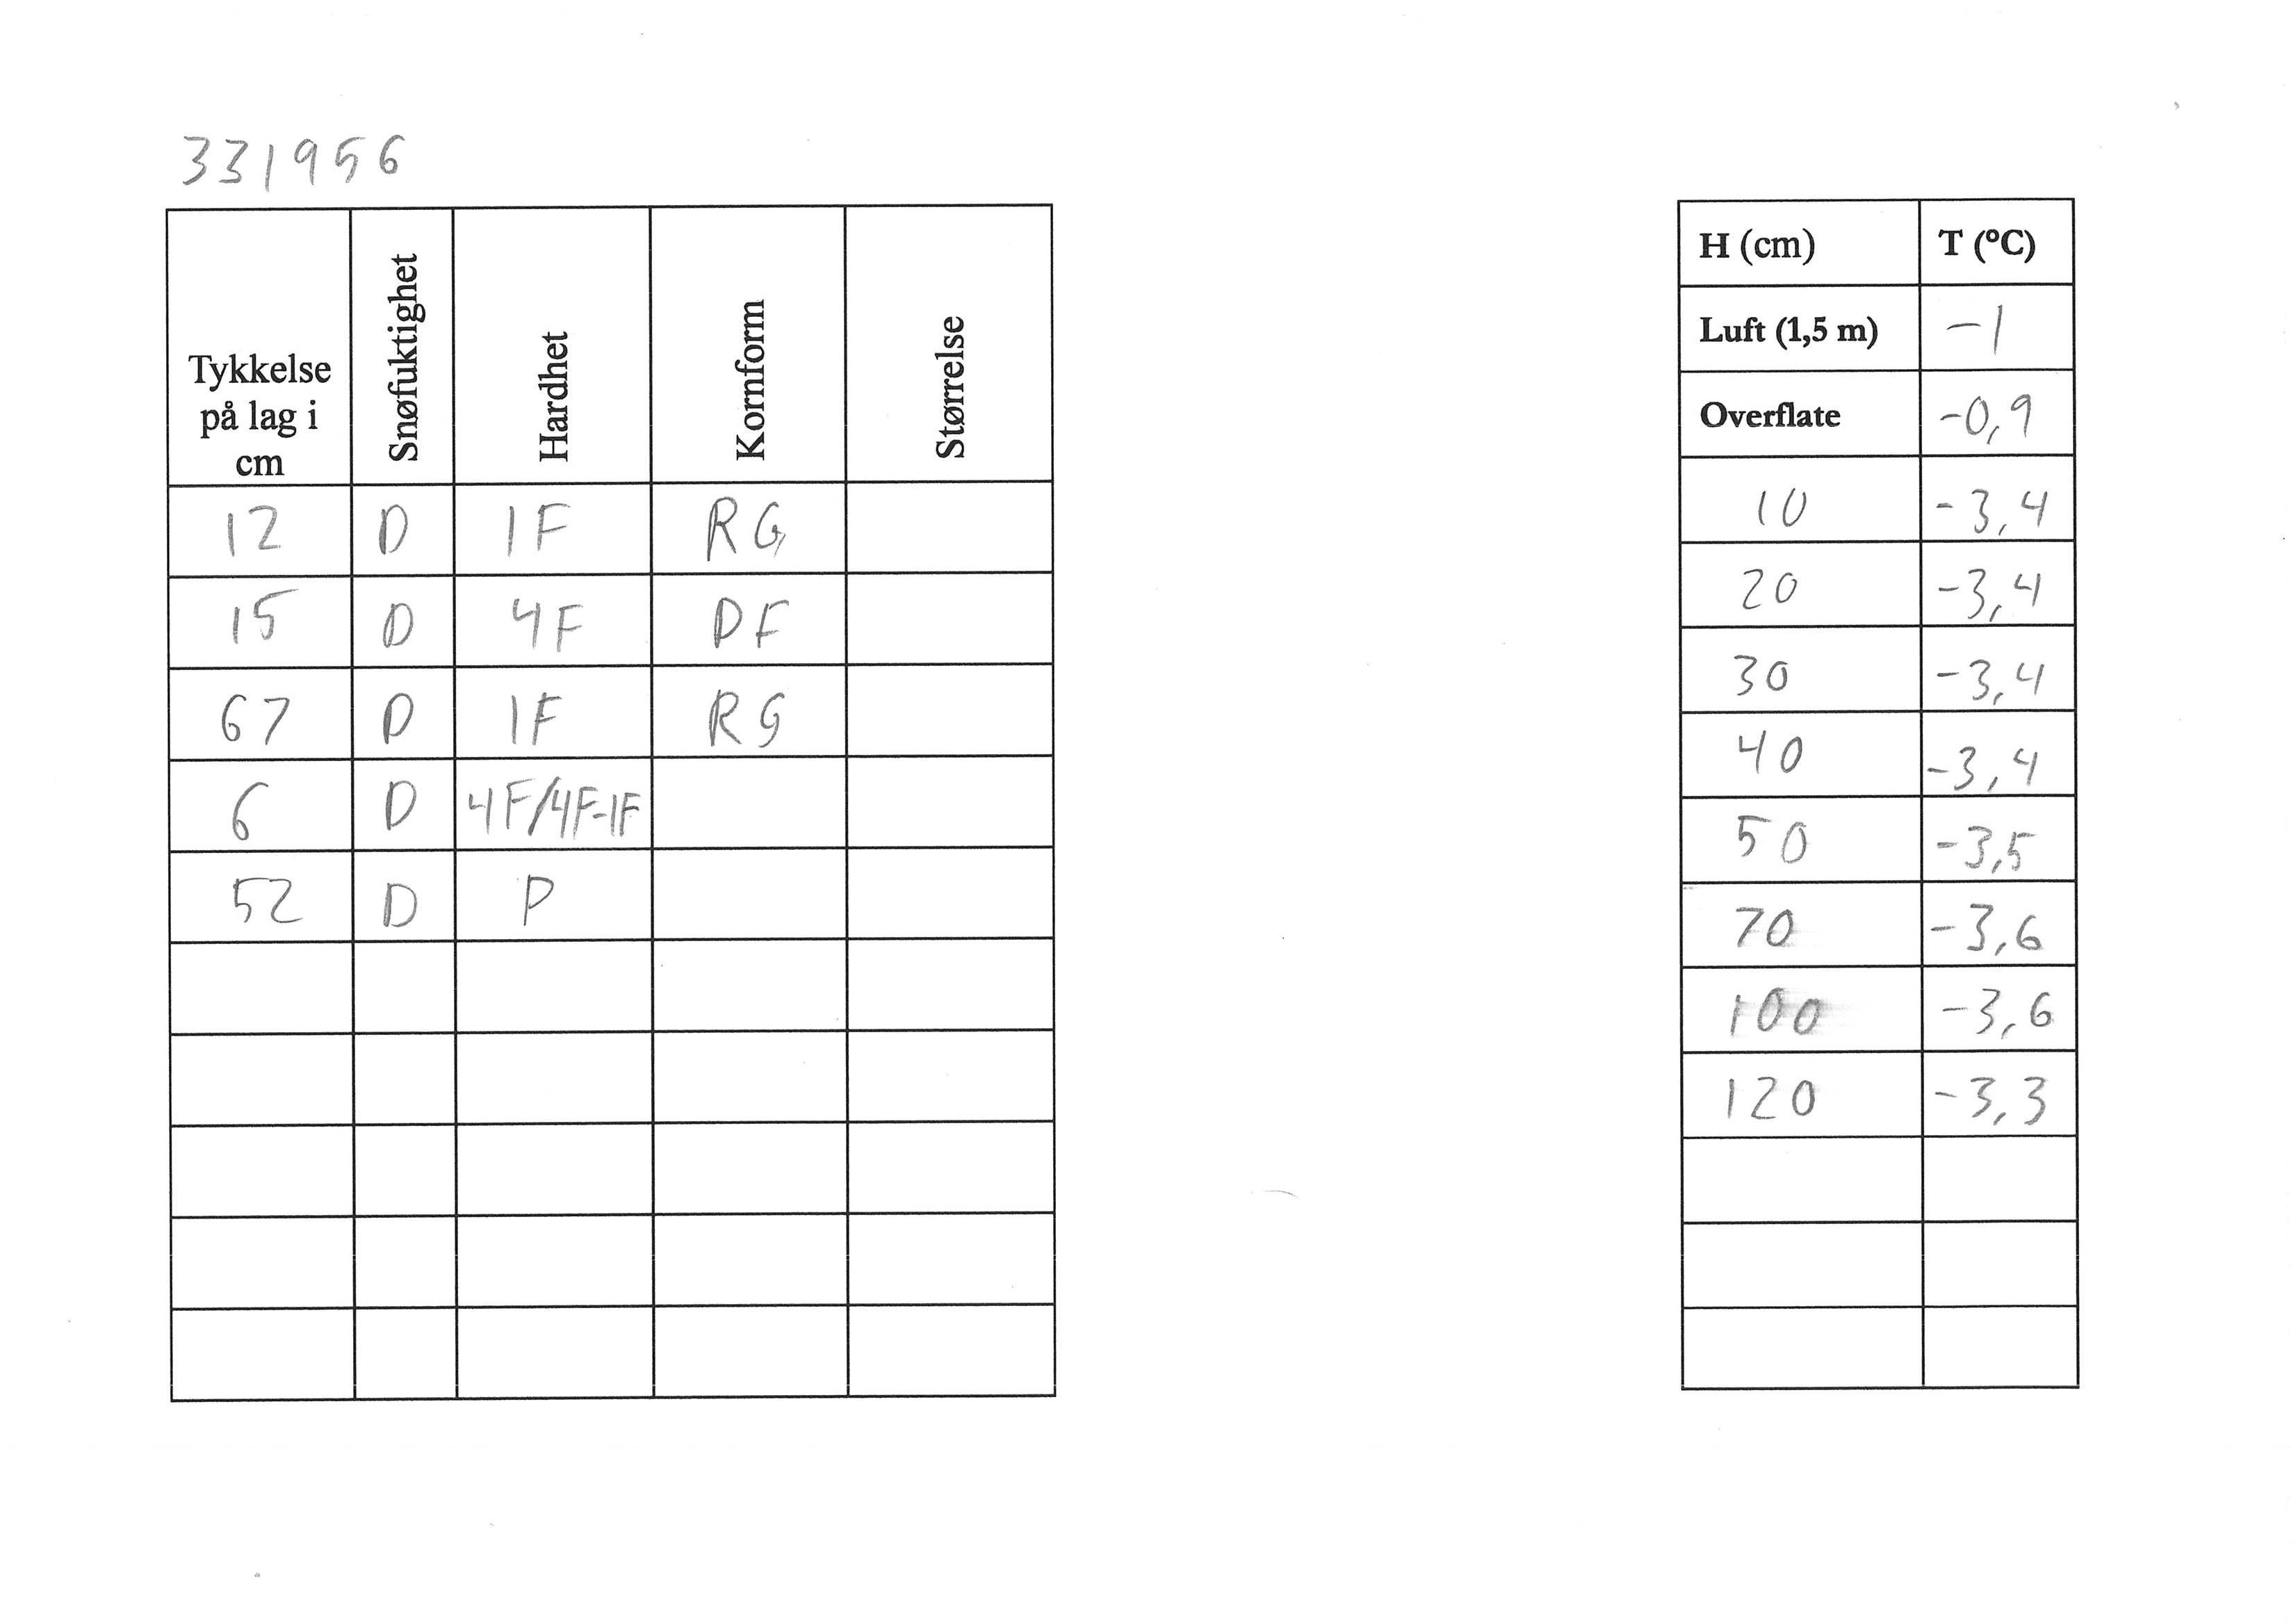 331956
Tykkelse på lag i cm Snøfuktighet Hardhet Kornform Størrelse
12 D 1F RG
15 D 4F DF
67 D 1F RG
6 D 4F/4F-1F
52 D P
H (cm) T (°C)
Luft (1,5 m) -1
Overflate -0,9
10 -3,4
20 -3,4
30 -3,4
40 -3,4
50 -3,5
70 -3,6
100 -3,6
120 -3,3